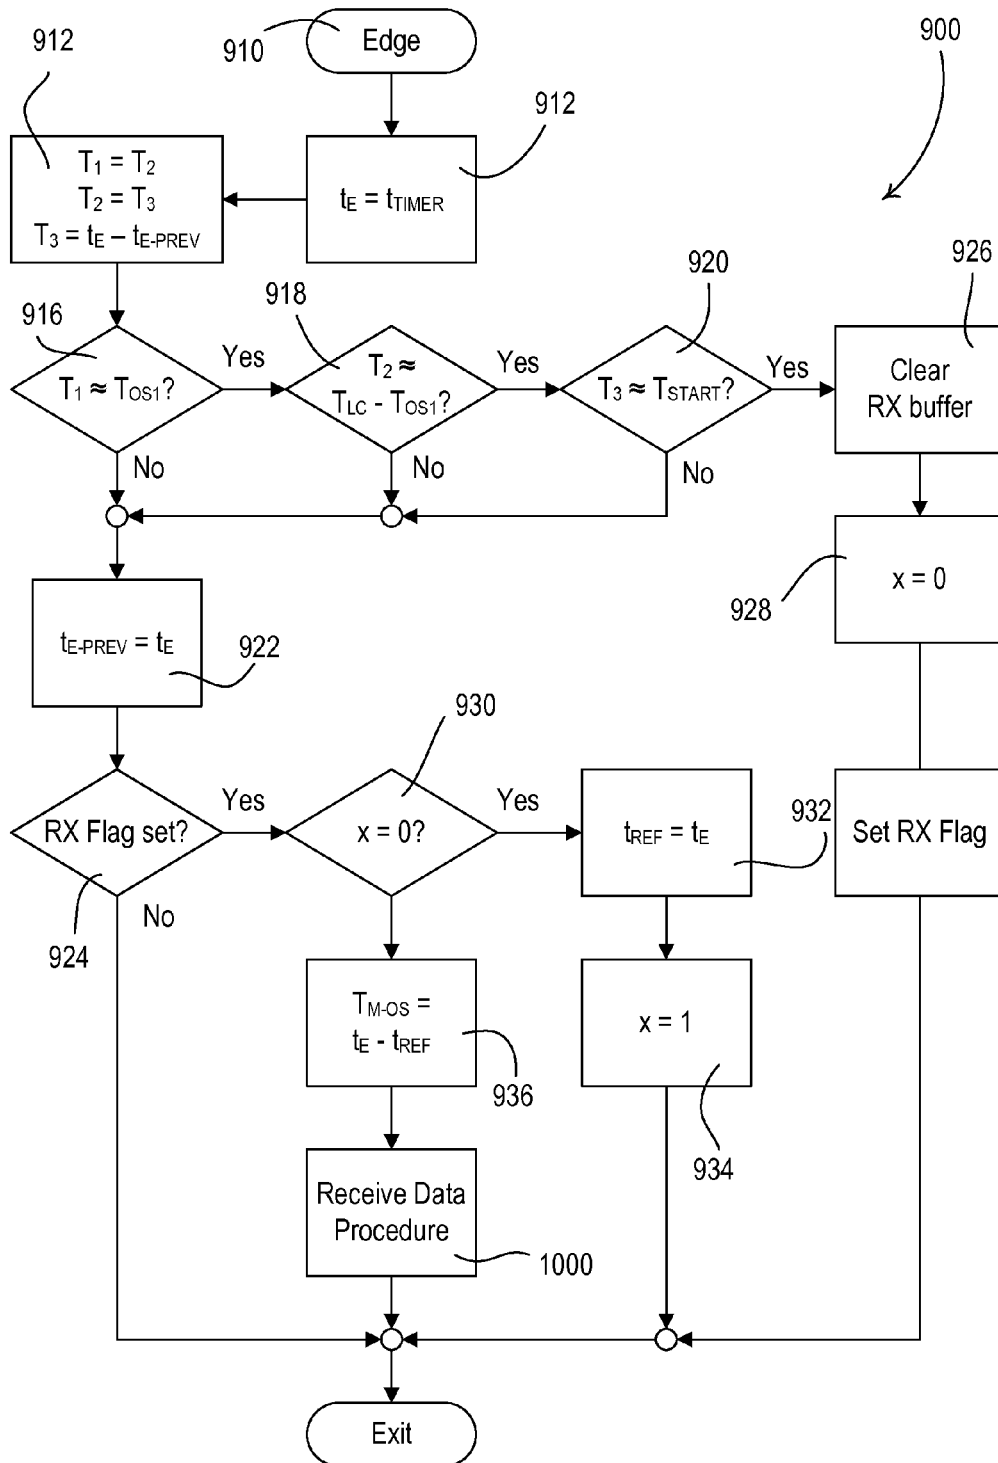 912
910
Edge
900
912
T1 = T2
T2 = T3
T3 = tE – tE-PREV
tE = tTIMER
916
918
920
926
T1 ≈ TOS1?
Yes
T2 ≈
TLC - TOS1?
Yes
T3 ≈ TSTART?
Yes
Clear
RX buffer
No
No
No
928
x = 0
tE-PREV = tE
922
930
RX Flag set?
Yes
x = 0?
Yes
tREF = tE
932
Set RX Flag
924
No
TM-OS =
tE - tREF
936
x = 1
934
Receive Data
Procedure
1000
Exit